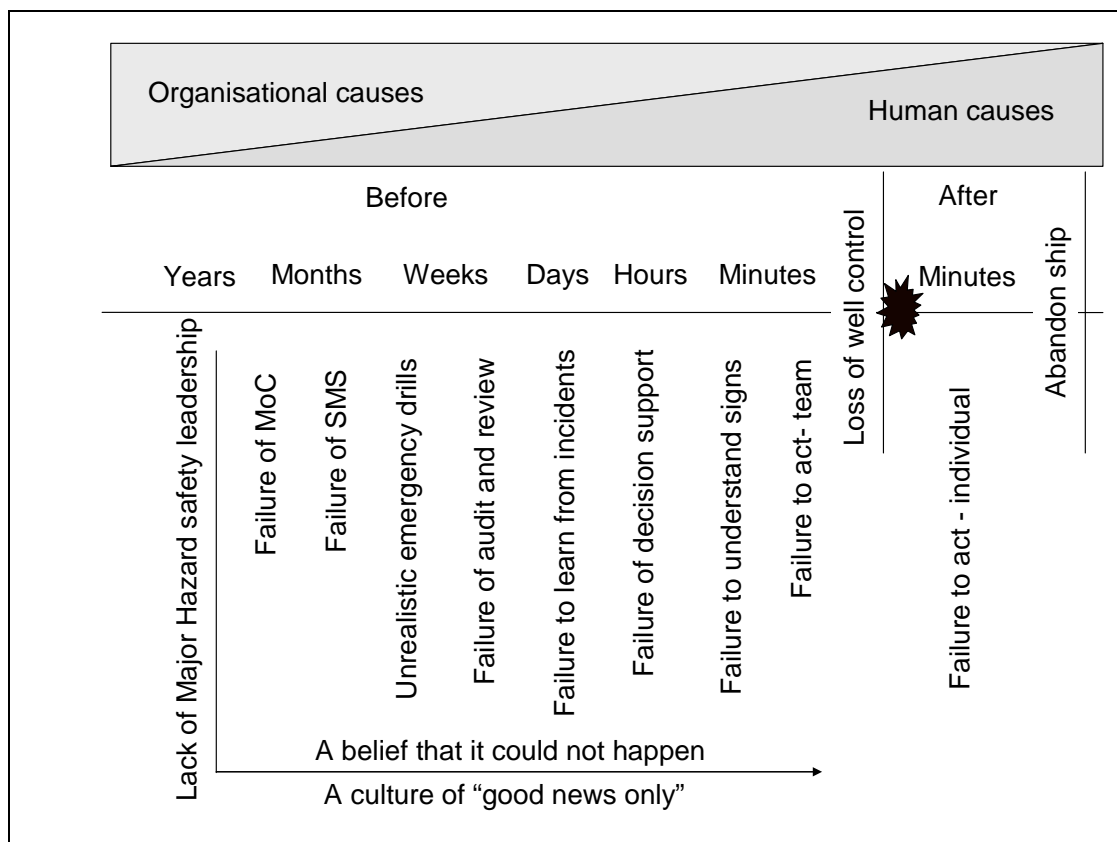 Organisational causes
Human causes
Before
After
Years
Months
Weeks
Days
Hours
Minutes
Loss of well control
Minutes
Abandon ship
Lack of Major Hazard safety leadership
Failure of MoC
Failure of SMS
Unrealistic emergency drills
Failure of audit and review
Failure to learn from incidents
Failure of decision support
Failure to understand signs
Failure to act- team
Failure to act - individual
A belief that it could not happen
A culture of “good news only”